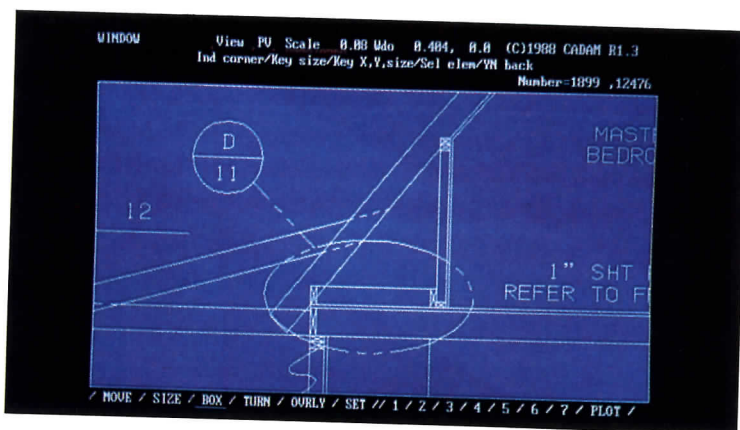 WINDOW View PV Scale 0.08 Wdo 0.404, 0.0 (C)1988 CADAM R1.3
Ind corner/Key size/Key X,Y,size/Sel elem/YN back
Number=1899 ,12476
D
11
MAST
BEDRO
12
1" SHT
REFER TO F
/ MOVE / SIZE / BOX / TURN / OVRLY / SET // 1 / 2 / 3 / 4 / 5 / 6 / 7 / PLOT /